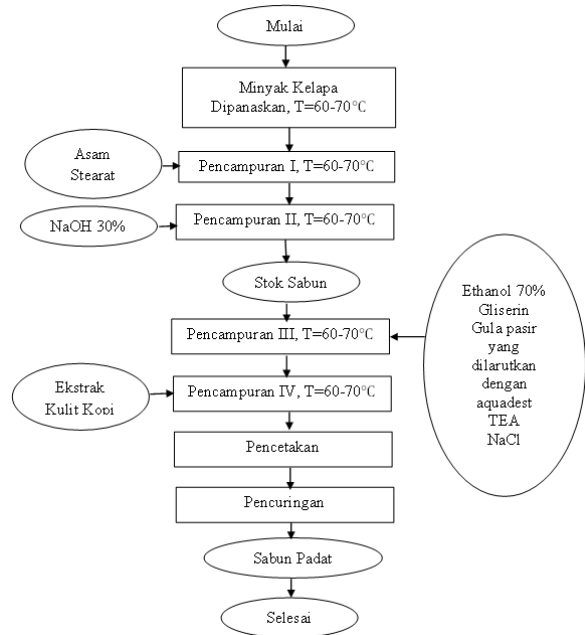 Mulai
Minyak Kelapa
Dipanaskan, T=60-70°C
Asam
Stearat
Pencampuran I, T=60-70°C
NaOH 30%
Pencampuran II, T=60-70°C
Stok Sabun
Ethanol 70%
Gliserin
Gula pasir
yang
dilarutkan
dengan
aquadest
TEA
NaCl
Pencampuran III, T=60-70°C
Ekstrak
Kulit Kopi
Pencampuran IV, T=60-70°C
Pencetakan
Pencuringan
Sabun Padat
Selesai